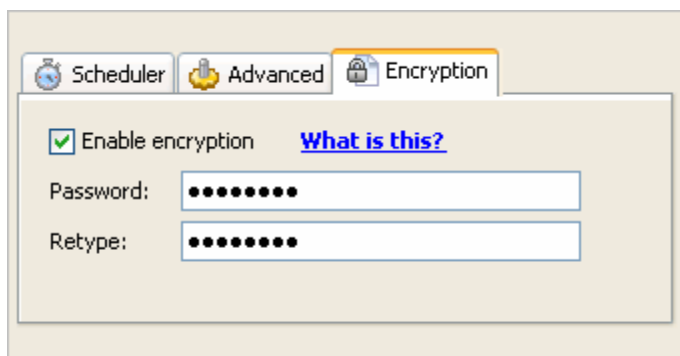 Scheduler Advanced Encryption
Enable encryption What is this?
Password: ●●●●●●●●
Retype: ●●●●●●●●